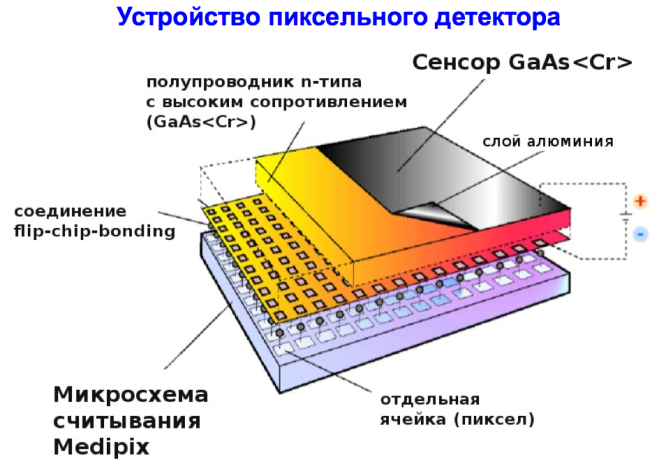 Устройство пиксельного детектора
Сенсор GaAs<Cr>
полупроводник n-типа
с высоким сопротивлением
(GaAs<Cr>)
слой алюминия
соединение
flip-chip-bonding
+
-
Микросхема
считывания
Medipix
отдельная
ячейка (пиксел)